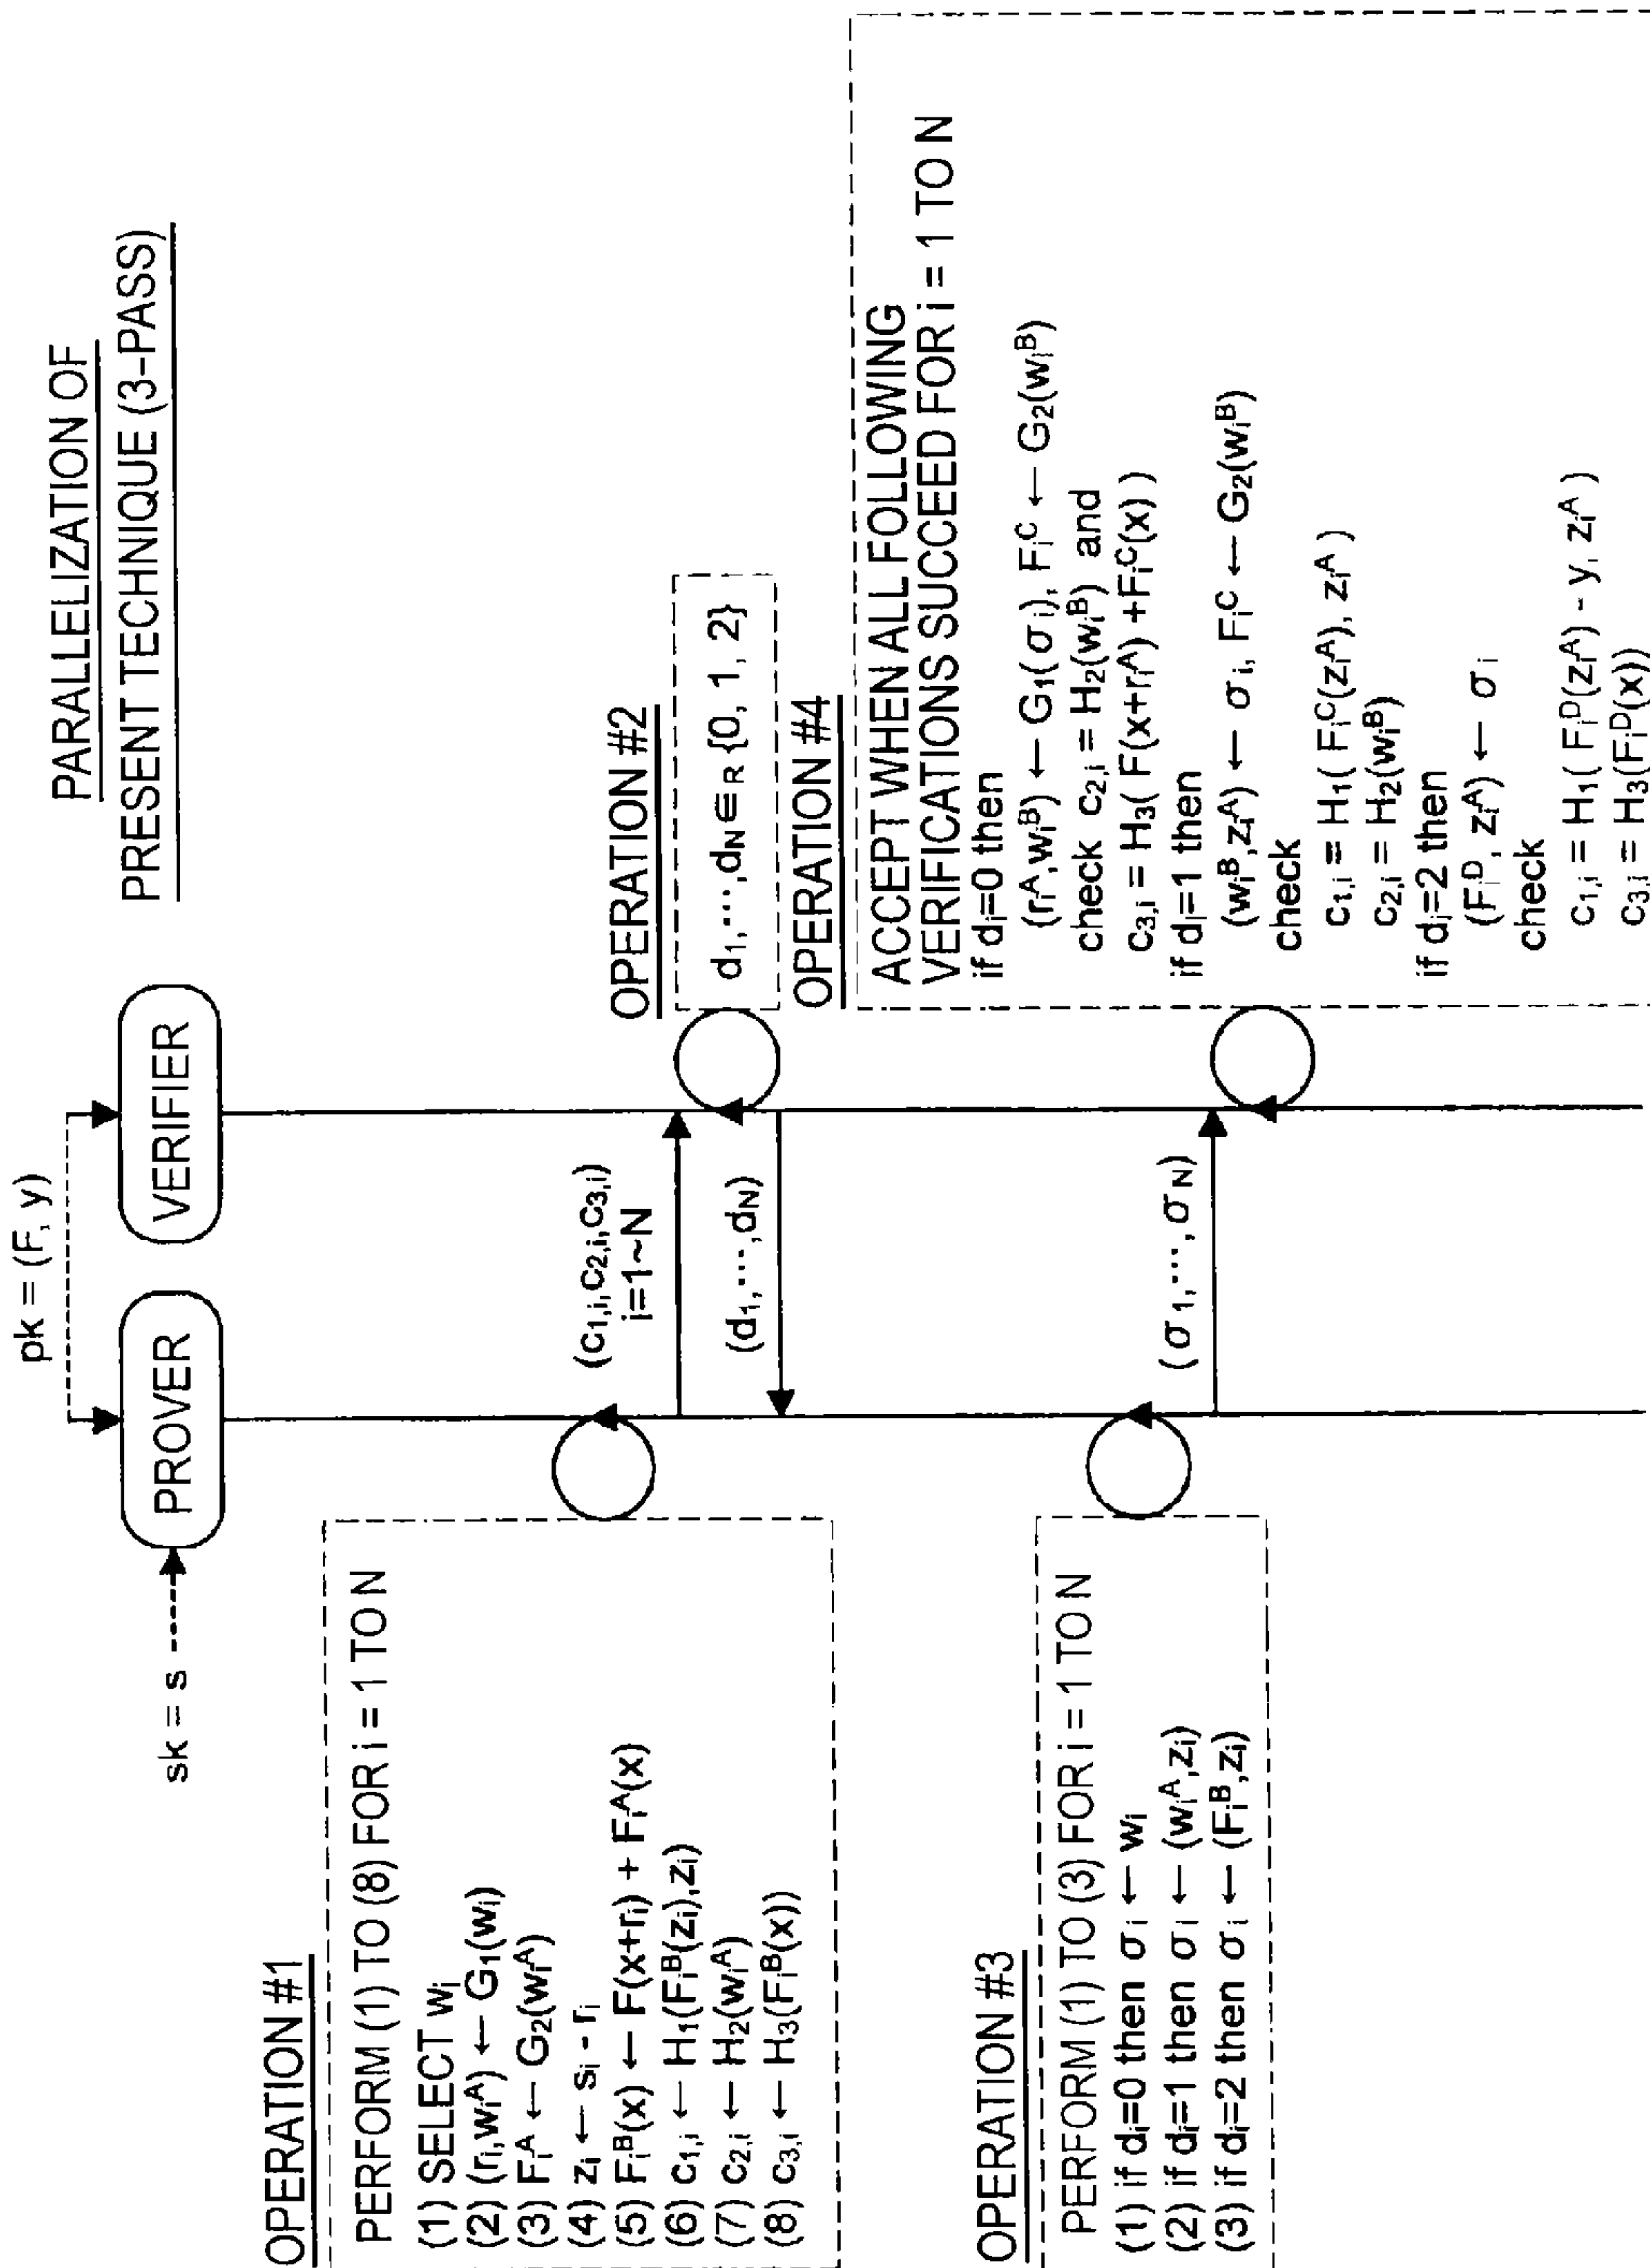 PARALLELIZATION OF
PRESENT TECHNIQUE (3-PASS)
pk = (F, y)
sk = s
PROVER
VERIFIER
OPERATION #1
PERFORM (1) TO (8) FOR i = 1 TO N
(1) SELECT wᵢ
(2) (rᵢ,wᵢᴬ) ← G₁(wᵢ)
(3) Fᵢᴬ ← G₂(wᵢᴬ)
(4) zᵢ ← sᵢ - rᵢ
(5) Fᵢᴮ(x) ← F(x+rᵢ) + Fᵢᴬ(x)
(6) c₁,ᵢ ← H₁(Fᵢᴮ(zᵢ),zᵢ)
(7) c₂,ᵢ ← H₂(wᵢᴬ)
(8) c₃,ᵢ ← H₃(Fᵢᴮ(x))
(c₁,ᵢ,c₂,ᵢ,c₃,ᵢ)
i=1~N
OPERATION #2
d₁,⋯,d_N ∈_R {0, 1, 2}
(d₁,⋯,d_N)
OPERATION #3
PERFORM (1) TO (3) FOR i = 1 TO N
(1) if dᵢ=0 then σᵢ ← wᵢ
(2) if dᵢ=1 then σᵢ ← (wᵢᴬ,zᵢ)
(3) if dᵢ=2 then σᵢ ← (Fᵢᴮ,zᵢ)
(σ₁,⋯,σ_N)
OPERATION #4
ACCEPT WHEN ALL FOLLOWING
VERIFICATIONS SUCCEED FOR i = 1 TO N
if dᵢ=0 then
(rᵢᴬ,wᵢᴮ) ← G₁(σᵢ), Fᵢ^C ← G₂(wᵢᴮ)
check c₂,ᵢ = H₂(wᵢᴮ) and
c₃,ᵢ = H₃( F(x+rᵢᴬ) +Fᵢ^C(x) )
if dᵢ=1 then
(wᵢᴮ,zᵢᴬ) ← σᵢ, Fᵢ^C ← G₂(wᵢᴮ)
check
c₁,ᵢ = H₁( Fᵢ^C(zᵢᴬ), zᵢᴬ )
c₂,ᵢ = H₂(wᵢᴮ)
if dᵢ=2 then
(Fᵢᴰ, zᵢᴬ) ← σᵢ
check
c₁,ᵢ = H₁( Fᵢᴰ(zᵢᴬ) - y, zᵢᴬ )
c₃,ᵢ = H₃(Fᵢᴰ(x))